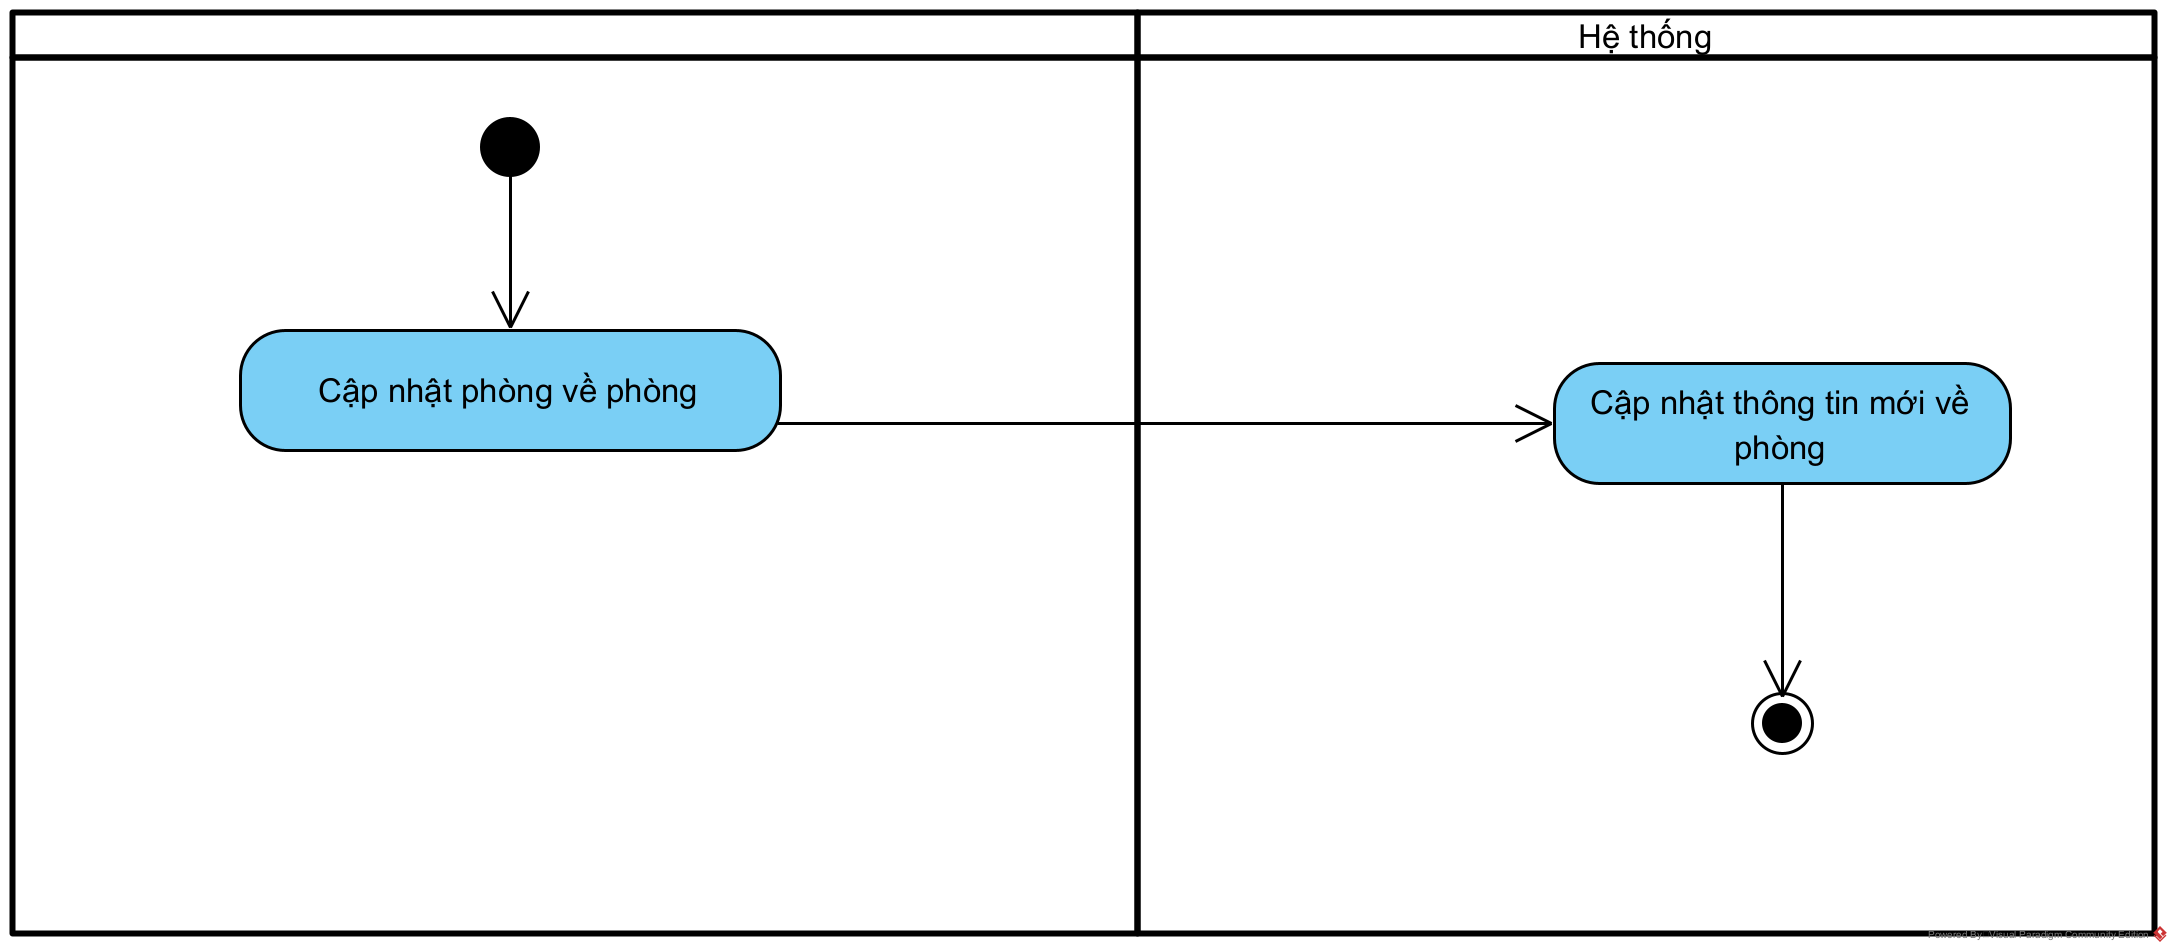 Hệ thống
Cập nhật phòng về phòng
Cập nhật thông tin mới về
phòng
Powered By Visual Paradigm Community Edition